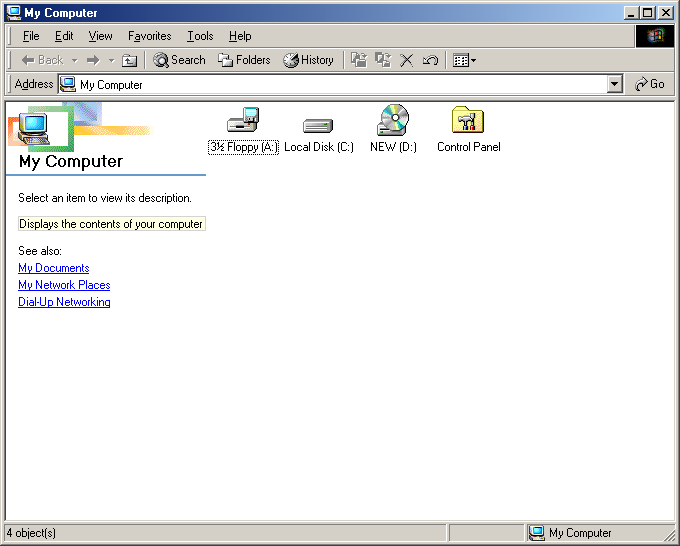 My Computer
File Edit View Favorites Tools Help
Back Search Folders History
Address My Computer Go
3½ Floppy (A:) Local Disk (C:) NEW (D:) Control Panel
My Computer
Select an item to view its description.
Displays the contents of your computer
See also:
My Documents
My Network Places
Dial-Up Networking
4 object(s) My Computer